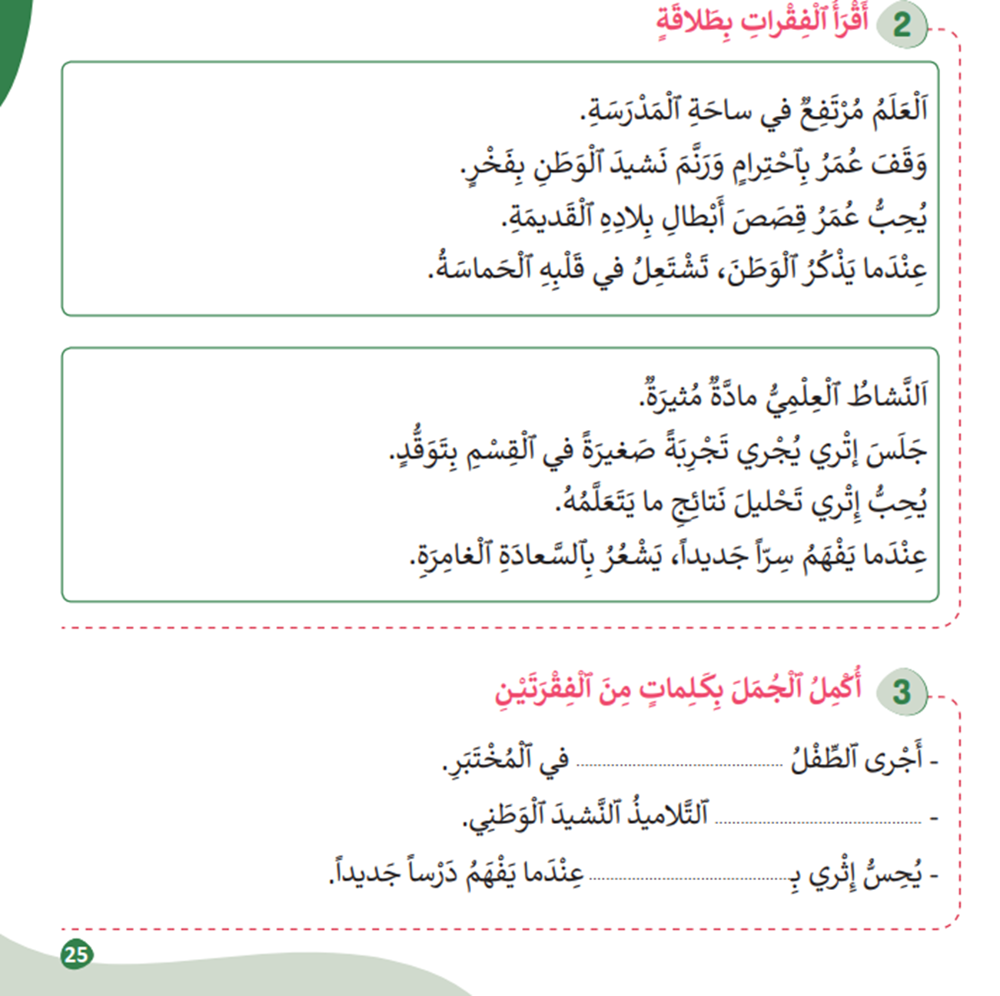 2 أَقْرَأُ ٱلْفِقْراتِ بِطَلاقَةٍ
اَلْعَلَمُ مُرْتَفِعٌ في ساحَةِ ٱلْمَدْرَسَةِ.
وَقَفَ عُمَرُ بِٱحْتِرامٍ وَرَنَّمَ نَشيدَ ٱلْوَطَنِ بِفَخْرٍ.
يُحِبُّ عُمَرُ قِصَصَ أَبْطالِ بِلادِهِ ٱلْقَديمَةِ.
عِنْدَما يَذْكُرُ ٱلْوَطَنَ، تَشْتَعِلُ في قَلْبِهِ ٱلْحَماسَةُ.
اَلنَّشاطُ ٱلْعِلْمِيُّ مادَّةٌ مُثيرَةٌ.
جَلَسَ إتْري يُجْري تَجْرِبَةً صَغيرَةً في ٱلْقِسْمِ بِتَوَقُّدٍ.
يُحِبُّ إِتْري تَحْليلَ نَتائِجِ ما يَتَعَلَّمُهُ.
عِنْدَما يَفْهَمُ سِرّاً جَديداً، يَشْعُرُ بِٱلسَّعادَةِ ٱلْغامِرَةِ.
3 أُكْمِلُ ٱلْجُمَلَ بِكَلِماتٍ مِنَ ٱلْفِقْرَتَيْنِ
- أَجْرى ٱلطِّفْلُ ........................ في ٱلْمُخْتَبَرِ.
- ........................ ٱلتَّلاميذُ ٱلنَّشيدَ ٱلْوَطَنِي.
- يُحِسُّ إِثْري بِـ........................ عِنْدَما يَفْهَمُ دَرْساً جَديداً.
25